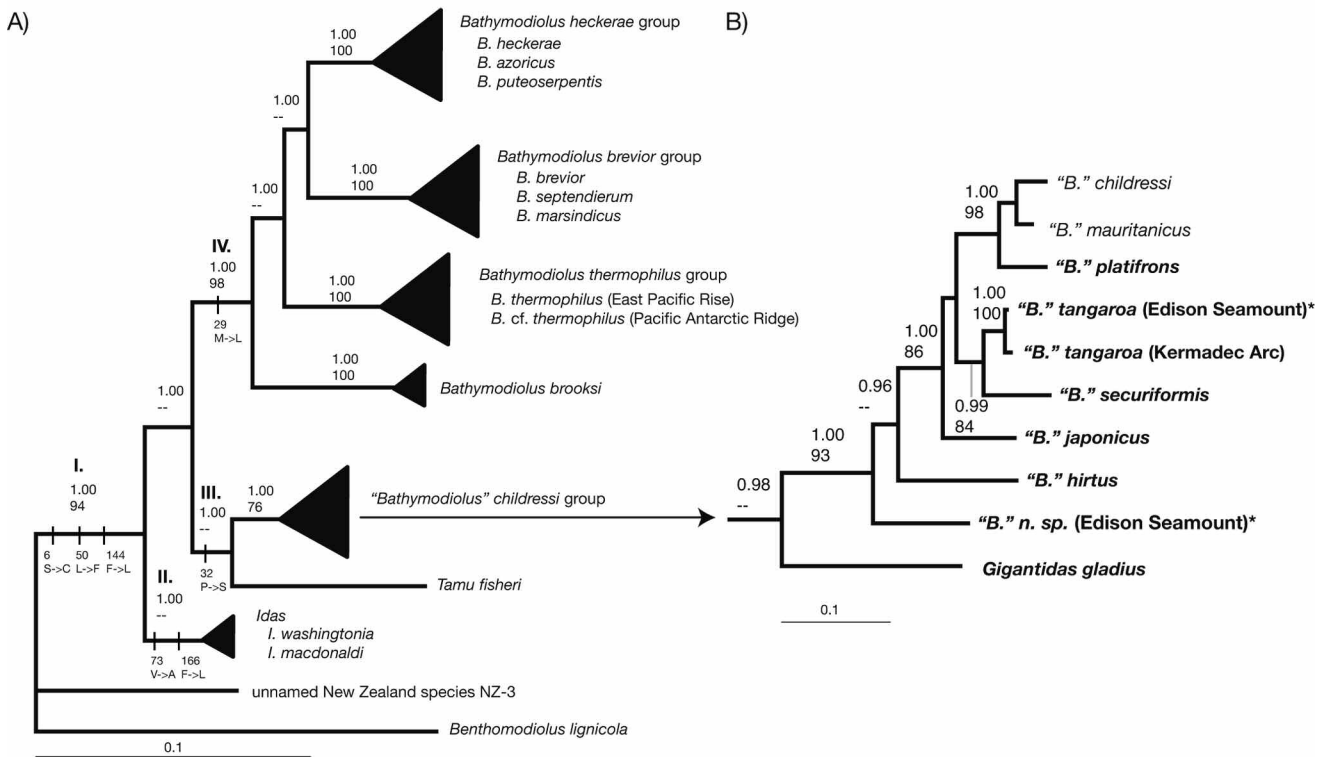 A)
1.00
100
Bathymodiolus heckerae group
B. heckerae
B. azoricus
B. puteoserpentis
1.00
--
1.00
100
Bathymodiolus brevior group
B. brevior
B. septendierum
B. marsindicus
1.00
--
IV.
1.00
98
29
M->L
1.00
100
Bathymodiolus thermophilus group
B. thermophilus (East Pacific Rise)
B. cf. thermophilus (Pacific Antarctic Ridge)
1.00
100
Bathymodiolus brooksi
1.00
--
I.
1.00
94
6
S->C
50
L->F
144
F->L
III.
1.00
--
32
P->S
1.00
76
“Bathymodiolus” childressi group
Tamu fisheri
II.
1.00
--
73
V->A
166
F->L
Idas
I. washingtonia
I. macdonaldi
unnamed New Zealand species NZ-3
Benthomodiolus lignicola
0.1
B)
1.00
98
“B.” childressi
“B.” mauritanicus
“B.” platifrons
1.00
100
“B.” tangaroa (Edison Seamount)*
“B.” tangaroa (Kermadec Arc)
1.00
86
“B.” securiformis
0.99
84
0.96
--
“B.” japonicus
1.00
93
“B.” hirtus
0.98
--
“B.” n. sp. (Edison Seamount)*
Gigantidas gladius
0.1